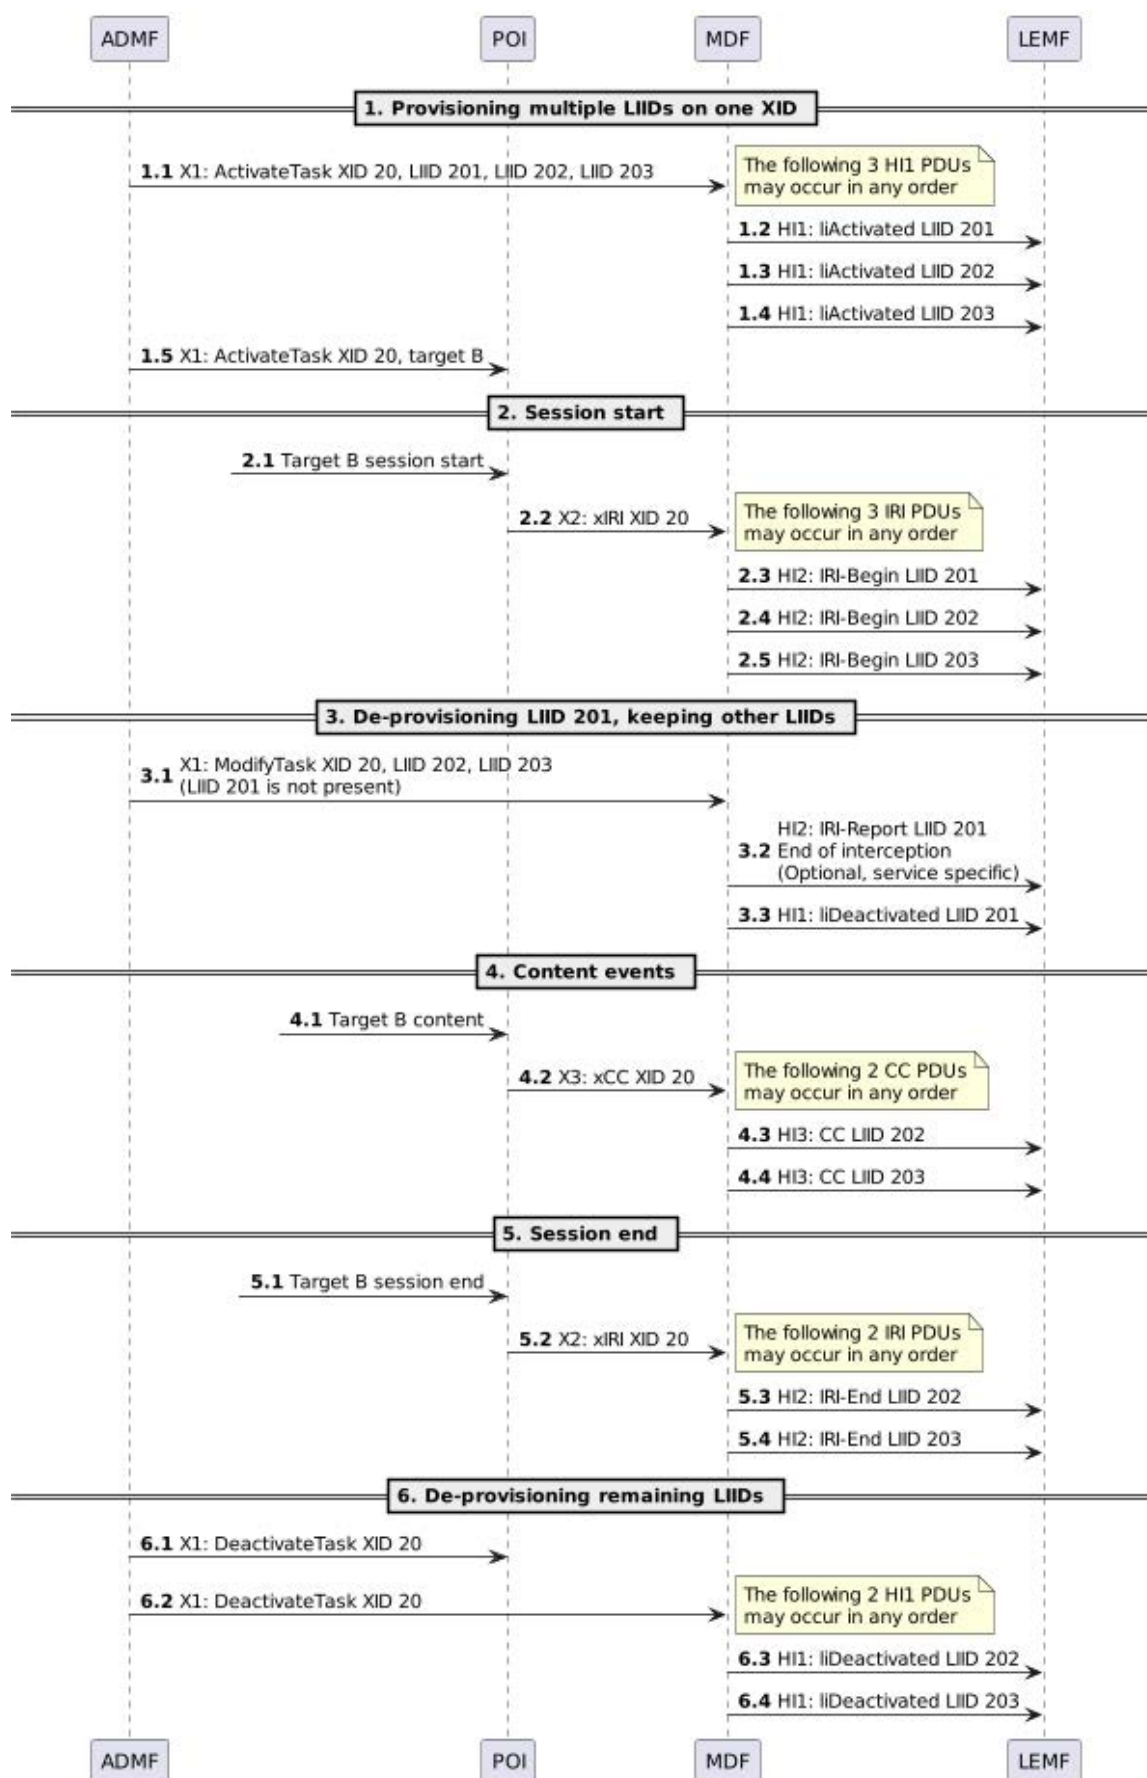 ADMF POI MDF LEMF
1. Provisioning multiple LIIDs on one XID
1.1 X1: ActivateTask XID 20, LIID 201, LIID 202, LIID 203
The following 3 HI1 PDUs
may occur in any order
1.2 HI1: liActivated LIID 201
1.3 HI1: liActivated LIID 202
1.4 HI1: liActivated LIID 203
1.5 X1: ActivateTask XID 20, target B
2. Session start
2.1 Target B session start
2.2 X2: xIRI XID 20
The following 3 IRI PDUs
may occur in any order
2.3 HI2: IRI-Begin LIID 201
2.4 HI2: IRI-Begin LIID 202
2.5 HI2: IRI-Begin LIID 203
3. De-provisioning LIID 201, keeping other LIIDs
3.1 X1: ModifyTask XID 20, LIID 202, LIID 203
(LIID 201 is not present)
HI2: IRI-Report LIID 201
3.2 End of interception
(Optional, service specific)
3.3 HI1: liDeactivated LIID 201
4. Content events
4.1 Target B content
4.2 X3: xCC XID 20
The following 2 CC PDUs
may occur in any order
4.3 HI3: CC LIID 202
4.4 HI3: CC LIID 203
5. Session end
5.1 Target B session end
5.2 X2: xIRI XID 20
The following 2 IRI PDUs
may occur in any order
5.3 HI2: IRI-End LIID 202
5.4 HI2: IRI-End LIID 203
6. De-provisioning remaining LIIDs
6.1 X1: DeactivateTask XID 20
6.2 X1: DeactivateTask XID 20
The following 2 HI1 PDUs
may occur in any order
6.3 HI1: liDeactivated LIID 202
6.4 HI1: liDeactivated LIID 203
ADMF POI MDF LEMF